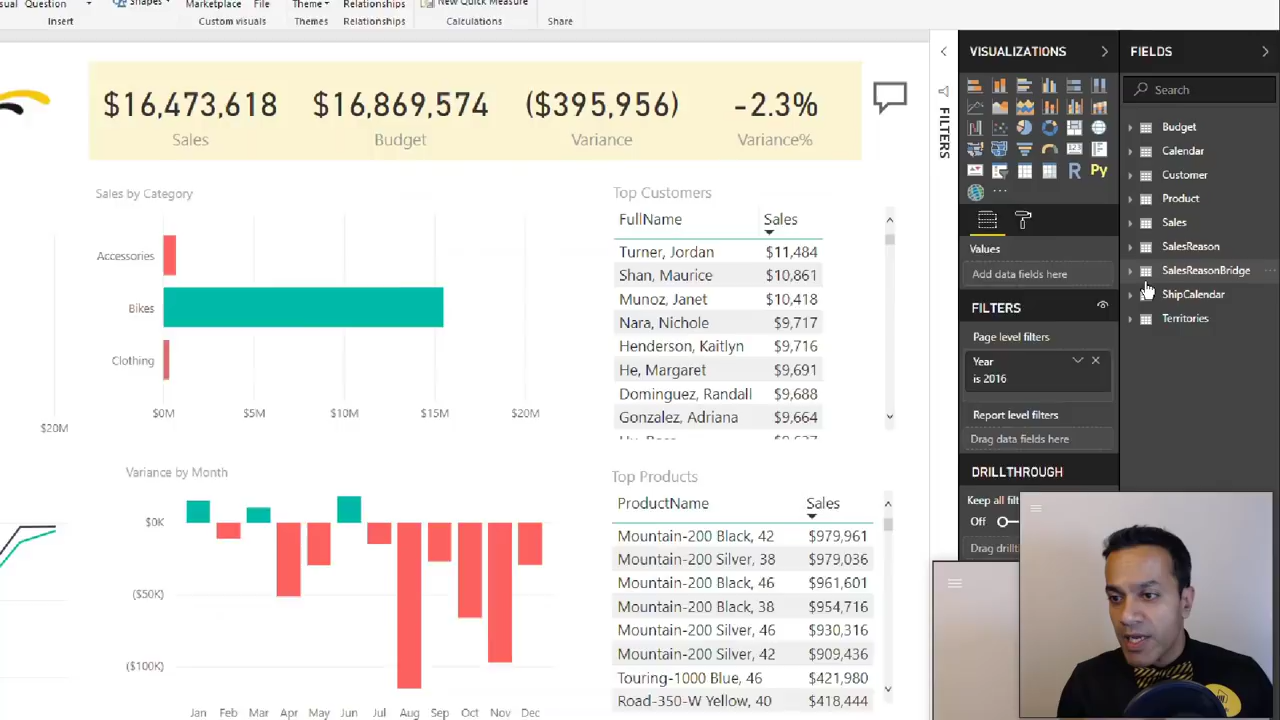 Question
Shapes
Marketplace
File
Theme
Relationships
New Quick Measure
Insert
Custom visuals
Themes
Relationships
Calculations
Share
$16,473,618
$16,869,574
($395,956)
-2.3%
Sales
Budget
Variance
Variance%
Sales by Category
Accessories
Bikes
Clothing
$0M
$5M
$10M
$15M
$20M
$20M
Top Customers
FullName Sales
Turner, Jordan $11,484
Shan, Maurice $10,861
Munoz, Janet $9,717
Nara, Nichole $9,717
Henderson, Kaitlyn $9,716
He, Margaret $9,691
Dominguez, Randall $9,688
Gonzalez, Adriana $9,664
Variance by Month
$0K
($50K)
($100K)
Jan Feb Mar Apr May Jun Jul Aug Sep Oct Nov Dec
Top Products
ProductName Sales
Mountain-200 Black, 42 $979,961
Mountain-200 Silver, 38 $979,036
Mountain-200 Black, 46 $961,601
Mountain-200 Black, 38 $954,716
Mountain-200 Silver, 46 $930,316
Mountain-200 Silver, 42 $909,436
Touring-1000 Blue, 46 $421,980
Road-350-W Yellow, 40 $418,444
FILTERS
VISUALIZATIONS
R
Py
Values
Add data fields here
FILTERS
Page level filters
Year
is 2016
Report level filters
Drag data fields here
DRILLTHROUGH
Keep all
Off
FIELDS
Search
Budget
Calendar
Customer
Product
Sales
SalesReason
SalesReasonBridge
ShipCalendar
Territories